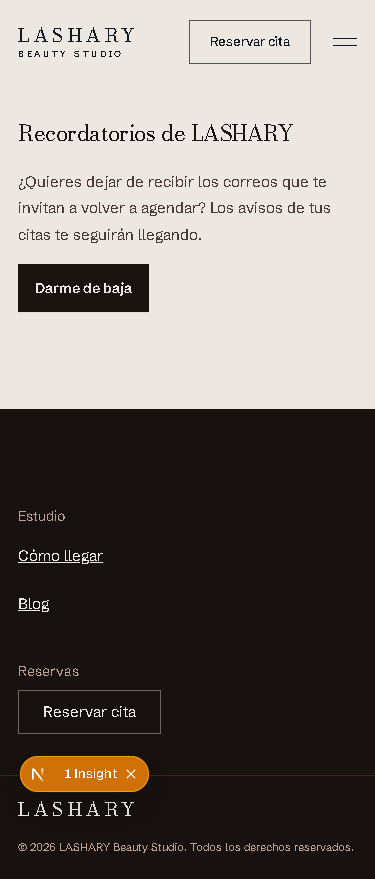 LASHARY
BEAUTY STUDIO
Reservar cita
Recordatorios de LASHARY
¿Quieres dejar de recibir los correos que te
invitan a volver a agendar? Los avisos de tus
citas te seguirán llegando.
Darme de baja
Estudio
Cómo llegar
Blog
Reservas
Reservar cita
N 1 Insight ×
LASHARY
© 2026 LASHARY Beauty Studio. Todos los derechos reservados.